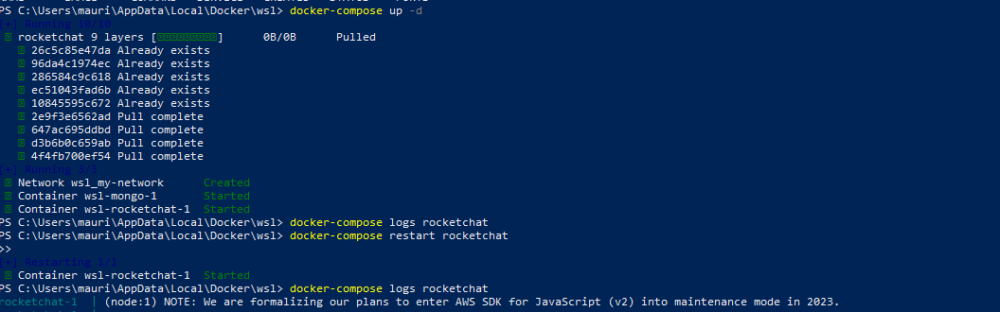 PS C:\Users\mauri\AppData\Local\Docker\wsl> docker-compose up -d
[+] Running 10/10
rocketchat 9 layers [ ] 0B/0B Pulled
26c5c85e47da Already exists
96da4c1974ec Already exists
286584c9c618 Already exists
ec51043fad6b Already exists
10845595c672 Already exists
2e9f3e6562ad Pull complete
647ac695ddbd Pull complete
d3b6b0c659ab Pull complete
4f4fb700ef54 Pull complete
[+] Running 3/3
Network wsl_my-network Created
Container wsl-mongo-1 Started
Container wsl-rocketchat-1 Started
PS C:\Users\mauri\AppData\Local\Docker\wsl> docker-compose logs rocketchat
PS C:\Users\mauri\AppData\Local\Docker\wsl> docker-compose restart rocketchat
>>
[+] Restarting 1/1
Container wsl-rocketchat-1 Started
PS C:\Users\mauri\AppData\Local\Docker\wsl> docker-compose logs rocketchat
rocketchat-1 | (node:1) NOTE: We are formalizing our plans to enter AWS SDK for JavaScript (v2) into maintenance mode in 2023.